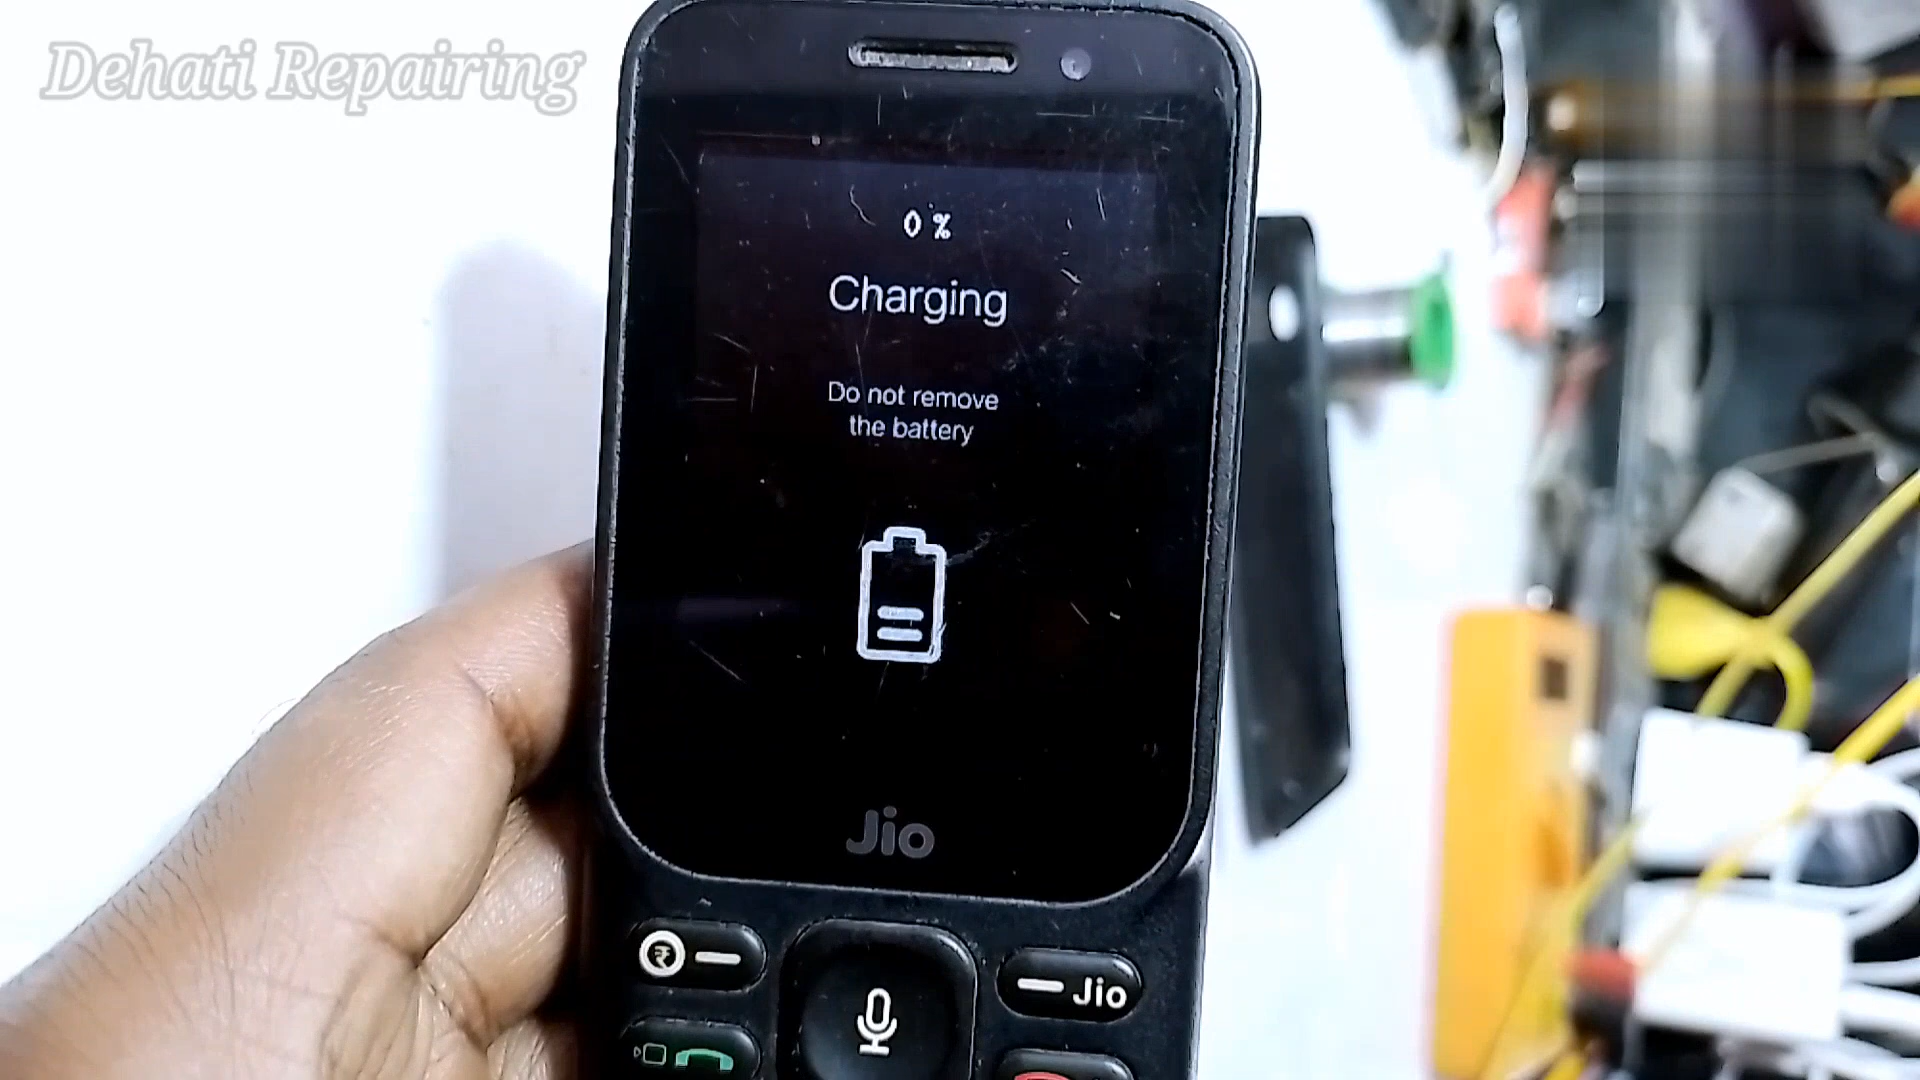 Dehati Repairing
0 %
Charging
Do not remove
the battery
Jio
₹
Jio